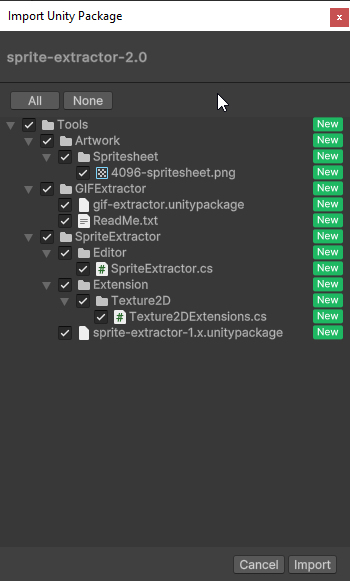 Import Unity Package
x
sprite-extractor-2.0
All None
Tools New
Artwork New
Spritesheet New
4096-spritesheet.png New
GIFExtractor New
gif-extractor.unitypackage New
ReadMe.txt New
SpriteExtractor New
Editor New
# SpriteExtractor.cs New
Extension New
Texture2D New
# Texture2DExtensions.cs New
sprite-extractor-1.x.unitypackage New
Cancel Import